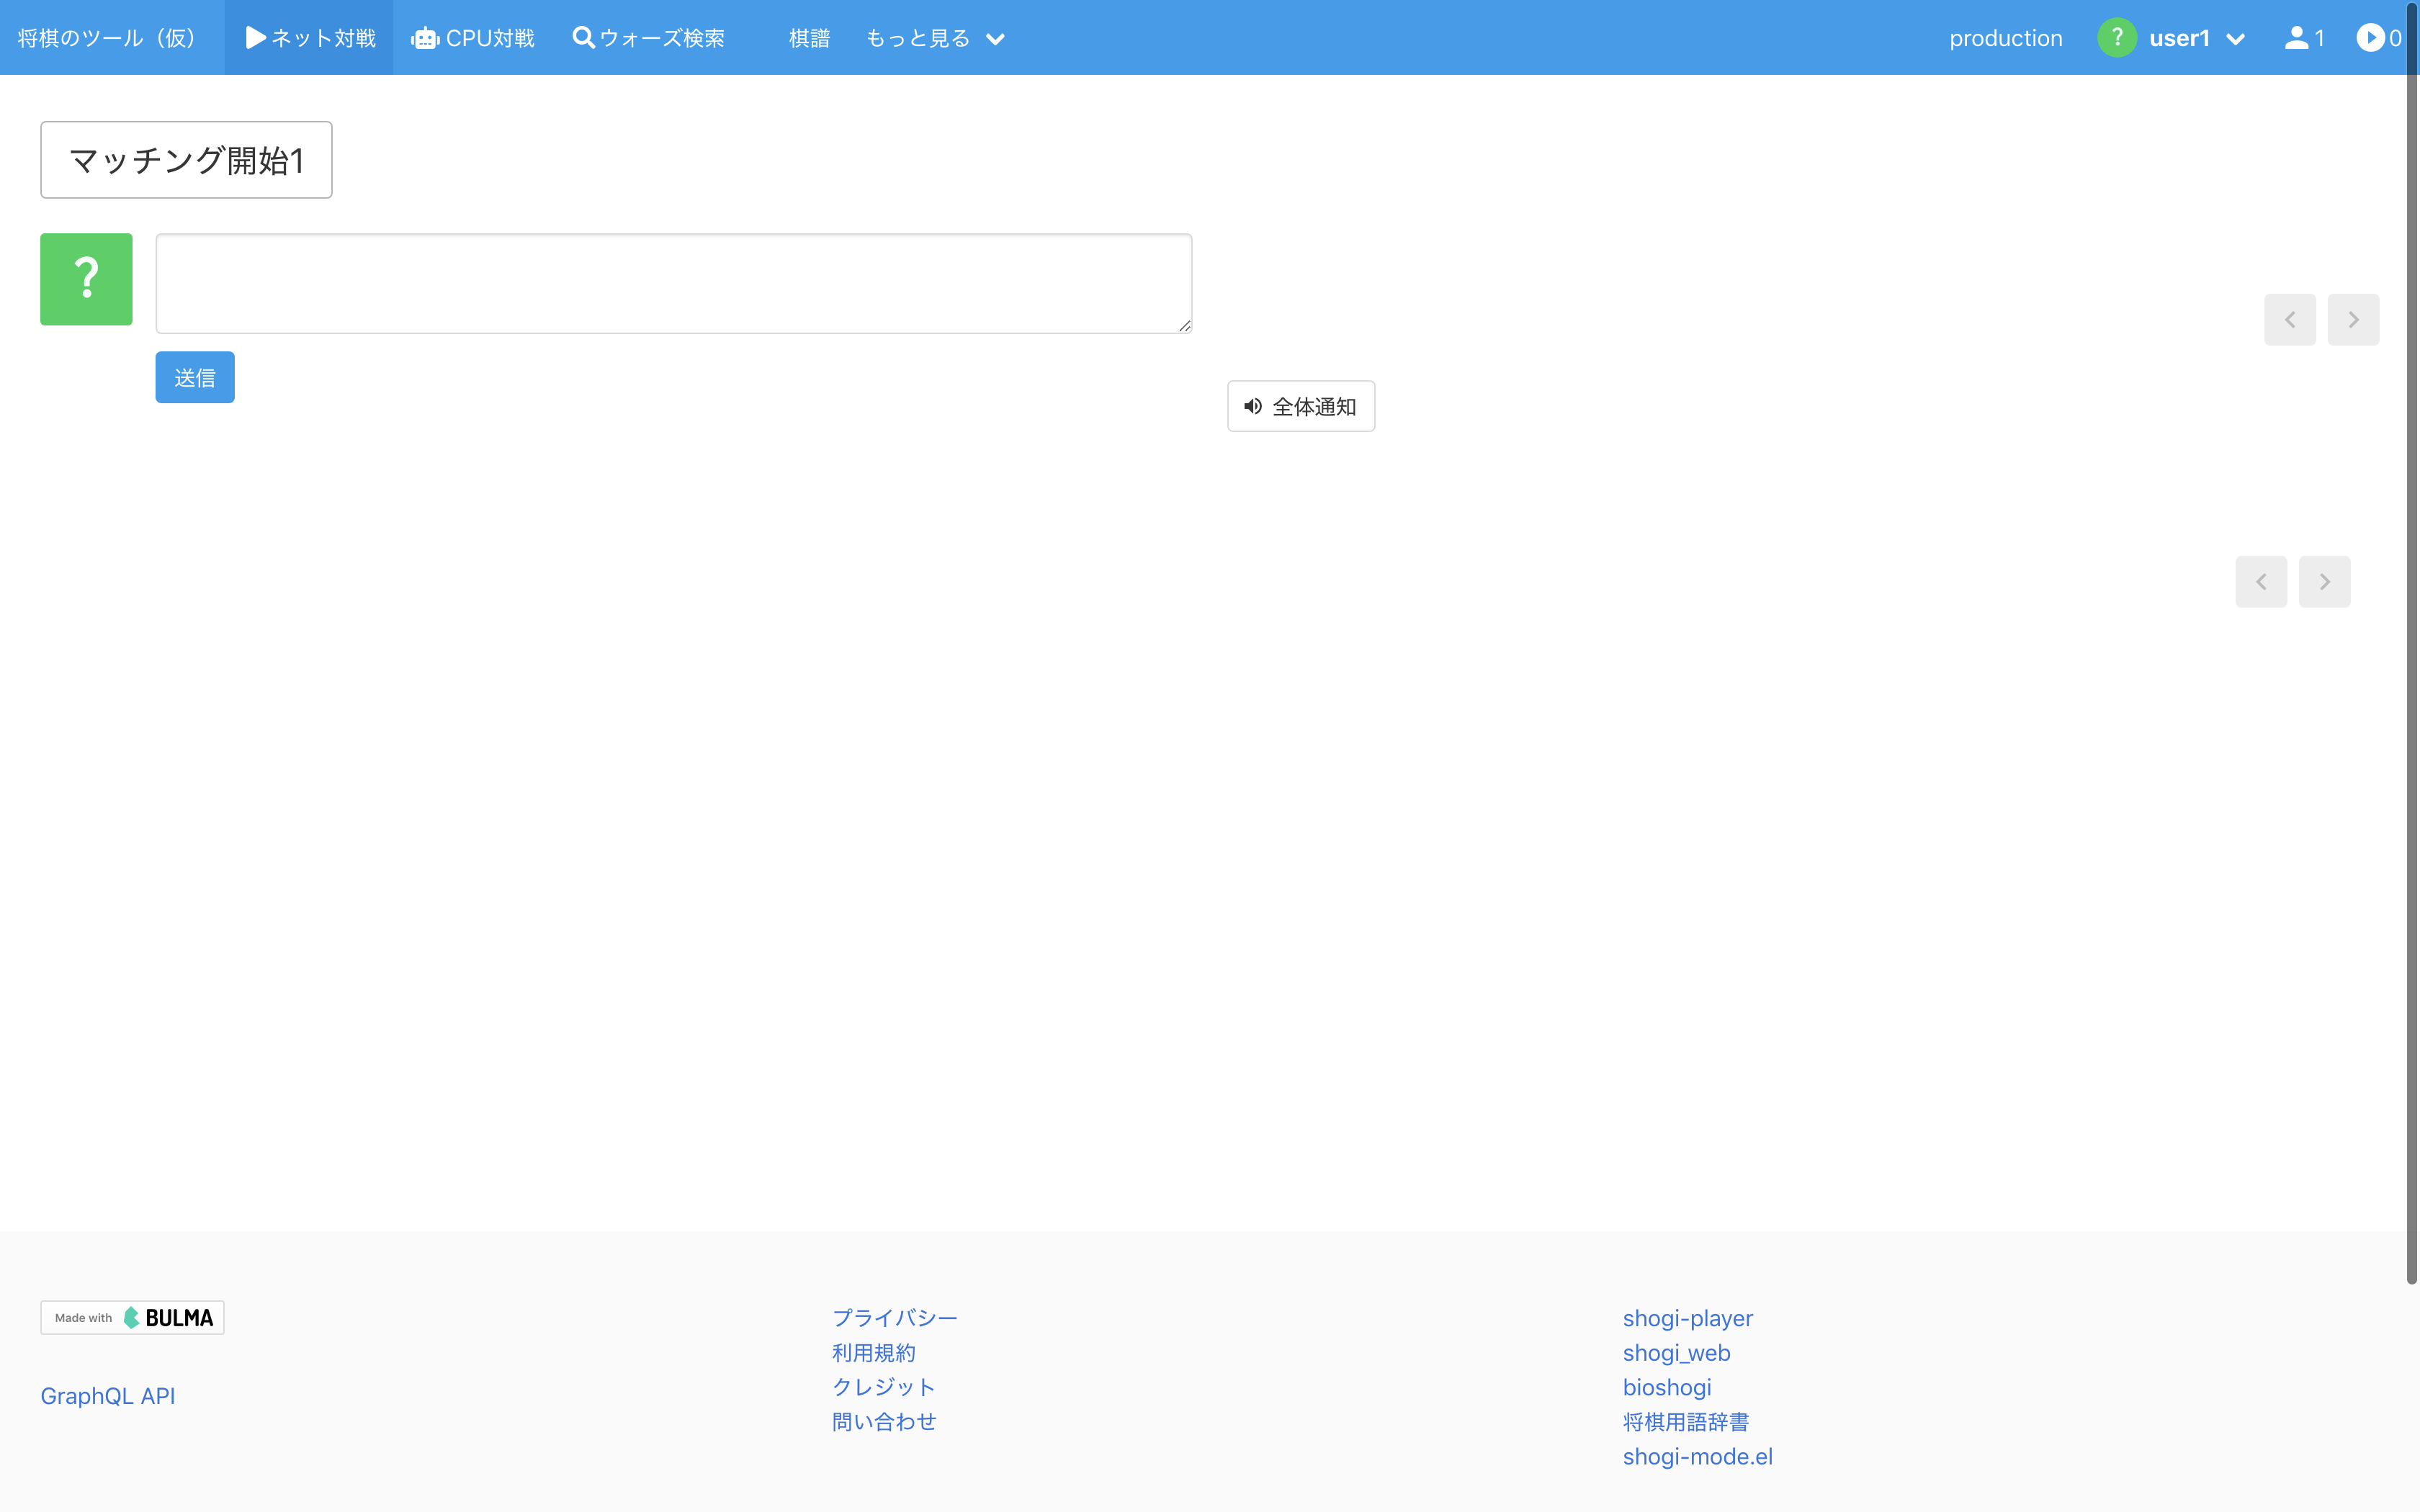 将棋のツール（仮） ネット対戦 CPU対戦 ウォーズ検索 棋譜 もっと見る production ? user1 1 0
マッチング開始1
?
送信
全体通知
Made with BULMA
GraphQL API
プライバシー
利用規約
クレジット
問い合わせ
shogi-player
shogi_web
bioshogi
将棋用語辞書
shogi-mode.el